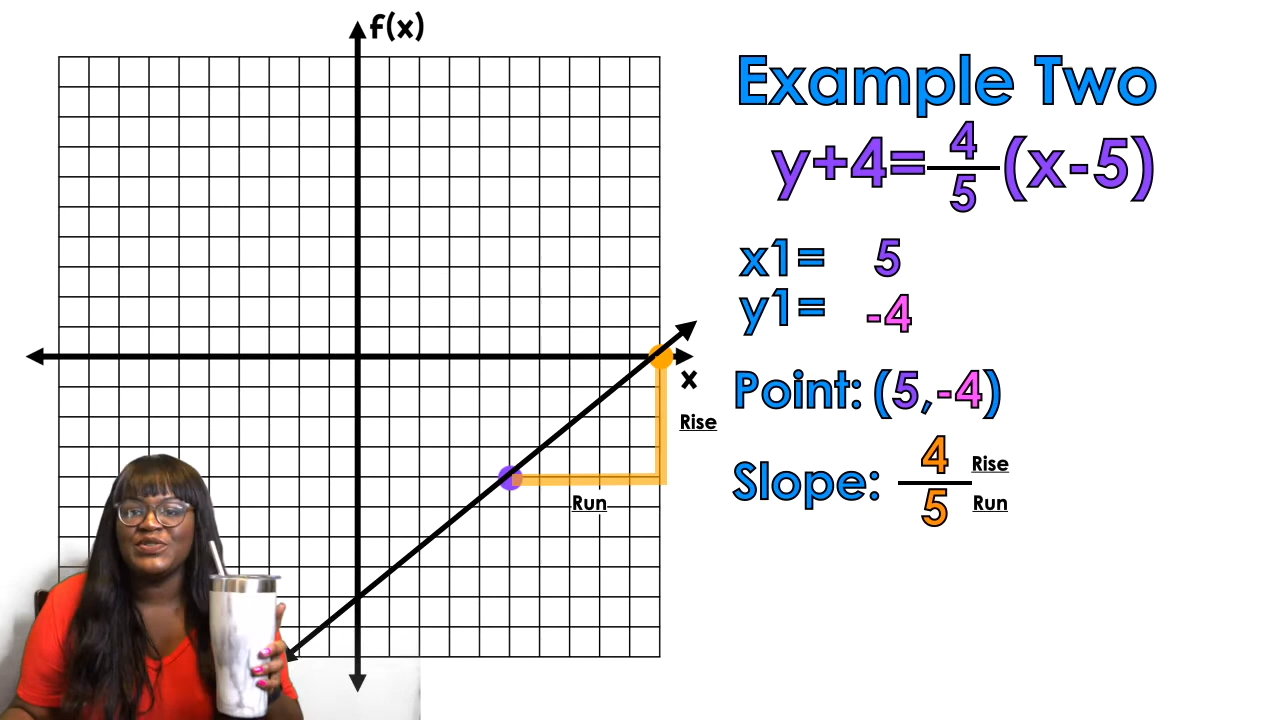 f(x)
Example Two
y+4=4/5(x-5)
x1= 5
y1= -4
x
Point: (5,-4)
Rise
Slope: 4/5
Rise
Run
Run